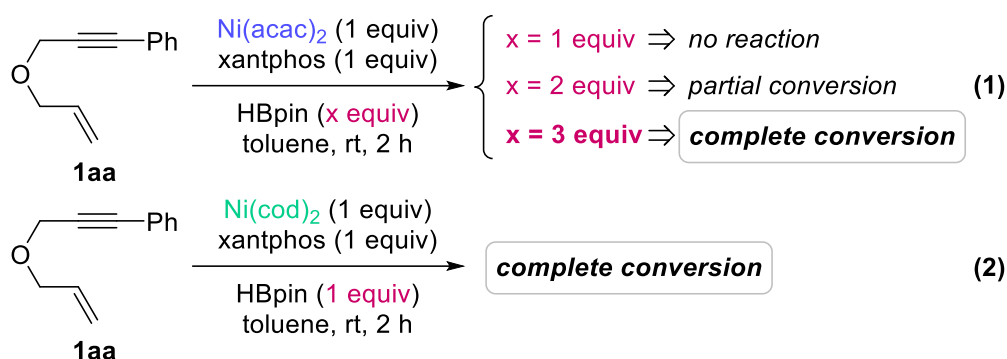 Ni(acac)2 (1 equiv)
xantphos (1 equiv)
HBpin (x equiv)
toluene, rt, 2 h
Ph
O
1aa
x = 1 equiv ⇒ no reaction
x = 2 equiv ⇒ partial conversion
x = 3 equiv ⇒ complete conversion
(1)
Ni(cod)2 (1 equiv)
xantphos (1 equiv)
HBpin (1 equiv)
toluene, rt, 2 h
Ph
O
1aa
complete conversion
(2)